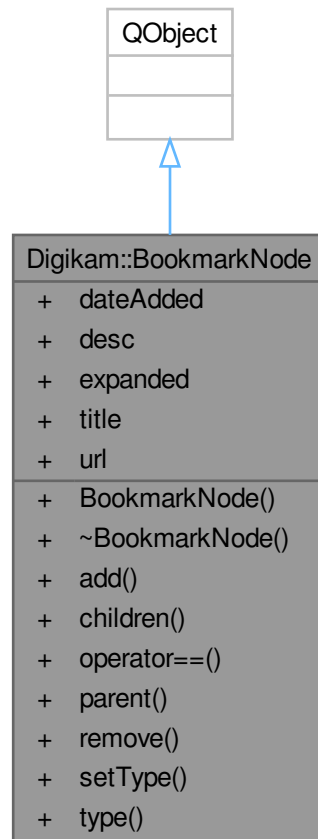 QObject
Digikam::BookmarkNode
+ dateAdded
+ desc
+ expanded
+ title
+ url
+ BookmarkNode()
+ ~BookmarkNode()
+ add()
+ children()
+ operator==()
+ parent()
+ remove()
+ setType()
+ type()